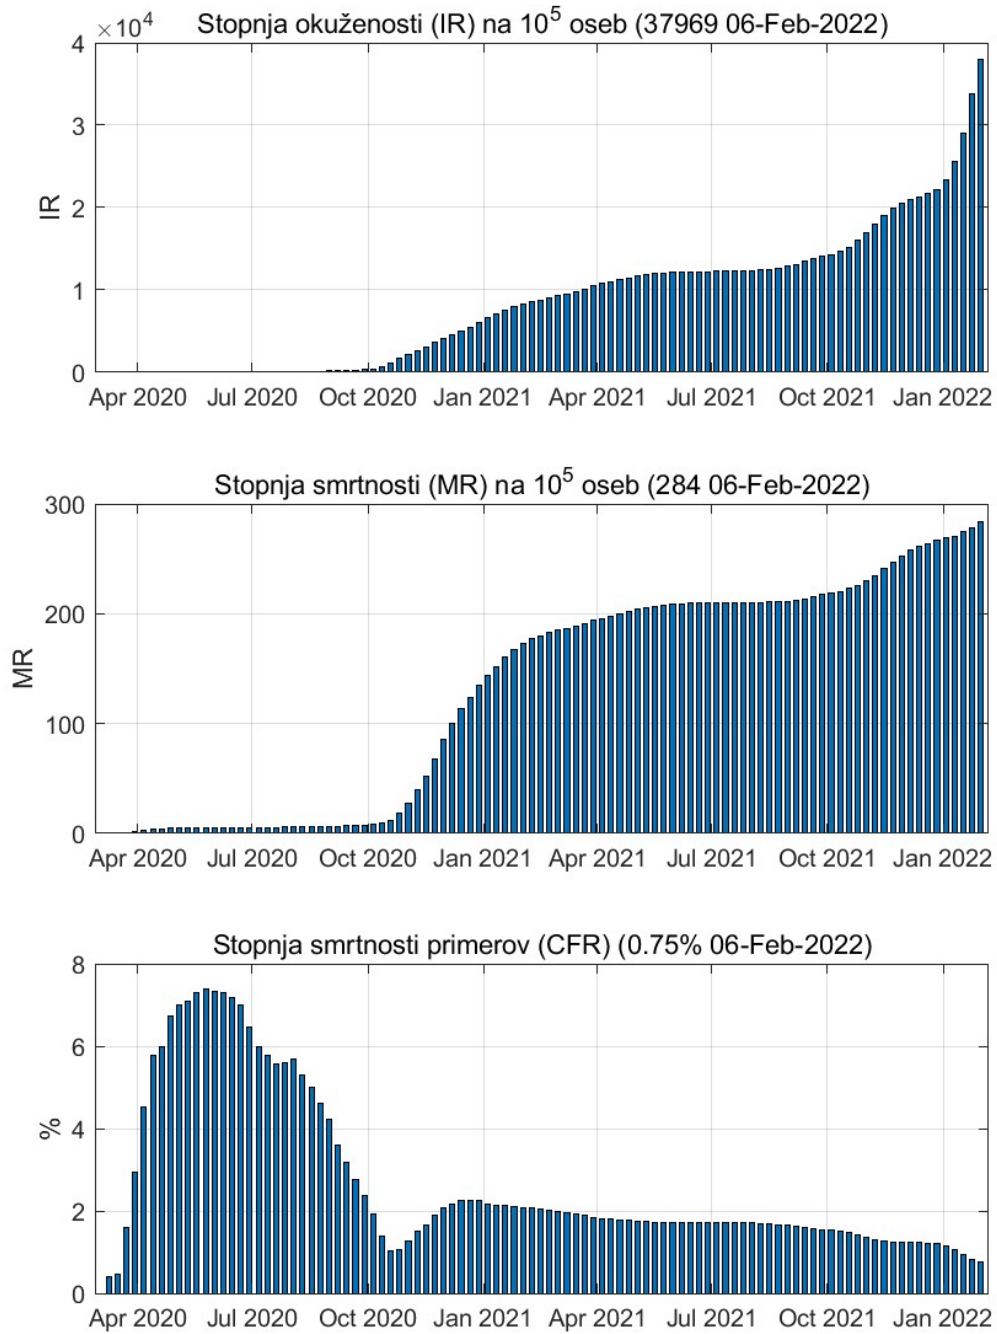 Stopnja okuženosti (IR) na 10^5 oseb (37969 06-Feb-2022)
×10^4
4
3
2
1
0
IR
Apr 2020 Jul 2020 Oct 2020 Jan 2021 Apr 2021 Jul 2021 Oct 2021 Jan 2022
Stopnja smrtnosti (MR) na 10^5 oseb (284 06-Feb-2022)
300
200
100
0
MR
Apr 2020 Jul 2020 Oct 2020 Jan 2021 Apr 2021 Jul 2021 Oct 2021 Jan 2022
Stopnja smrtnosti primerov (CFR) (0.75% 06-Feb-2022)
8
6
4
2
0
%
Apr 2020 Jul 2020 Oct 2020 Jan 2021 Apr 2021 Jul 2021 Oct 2021 Jan 2022